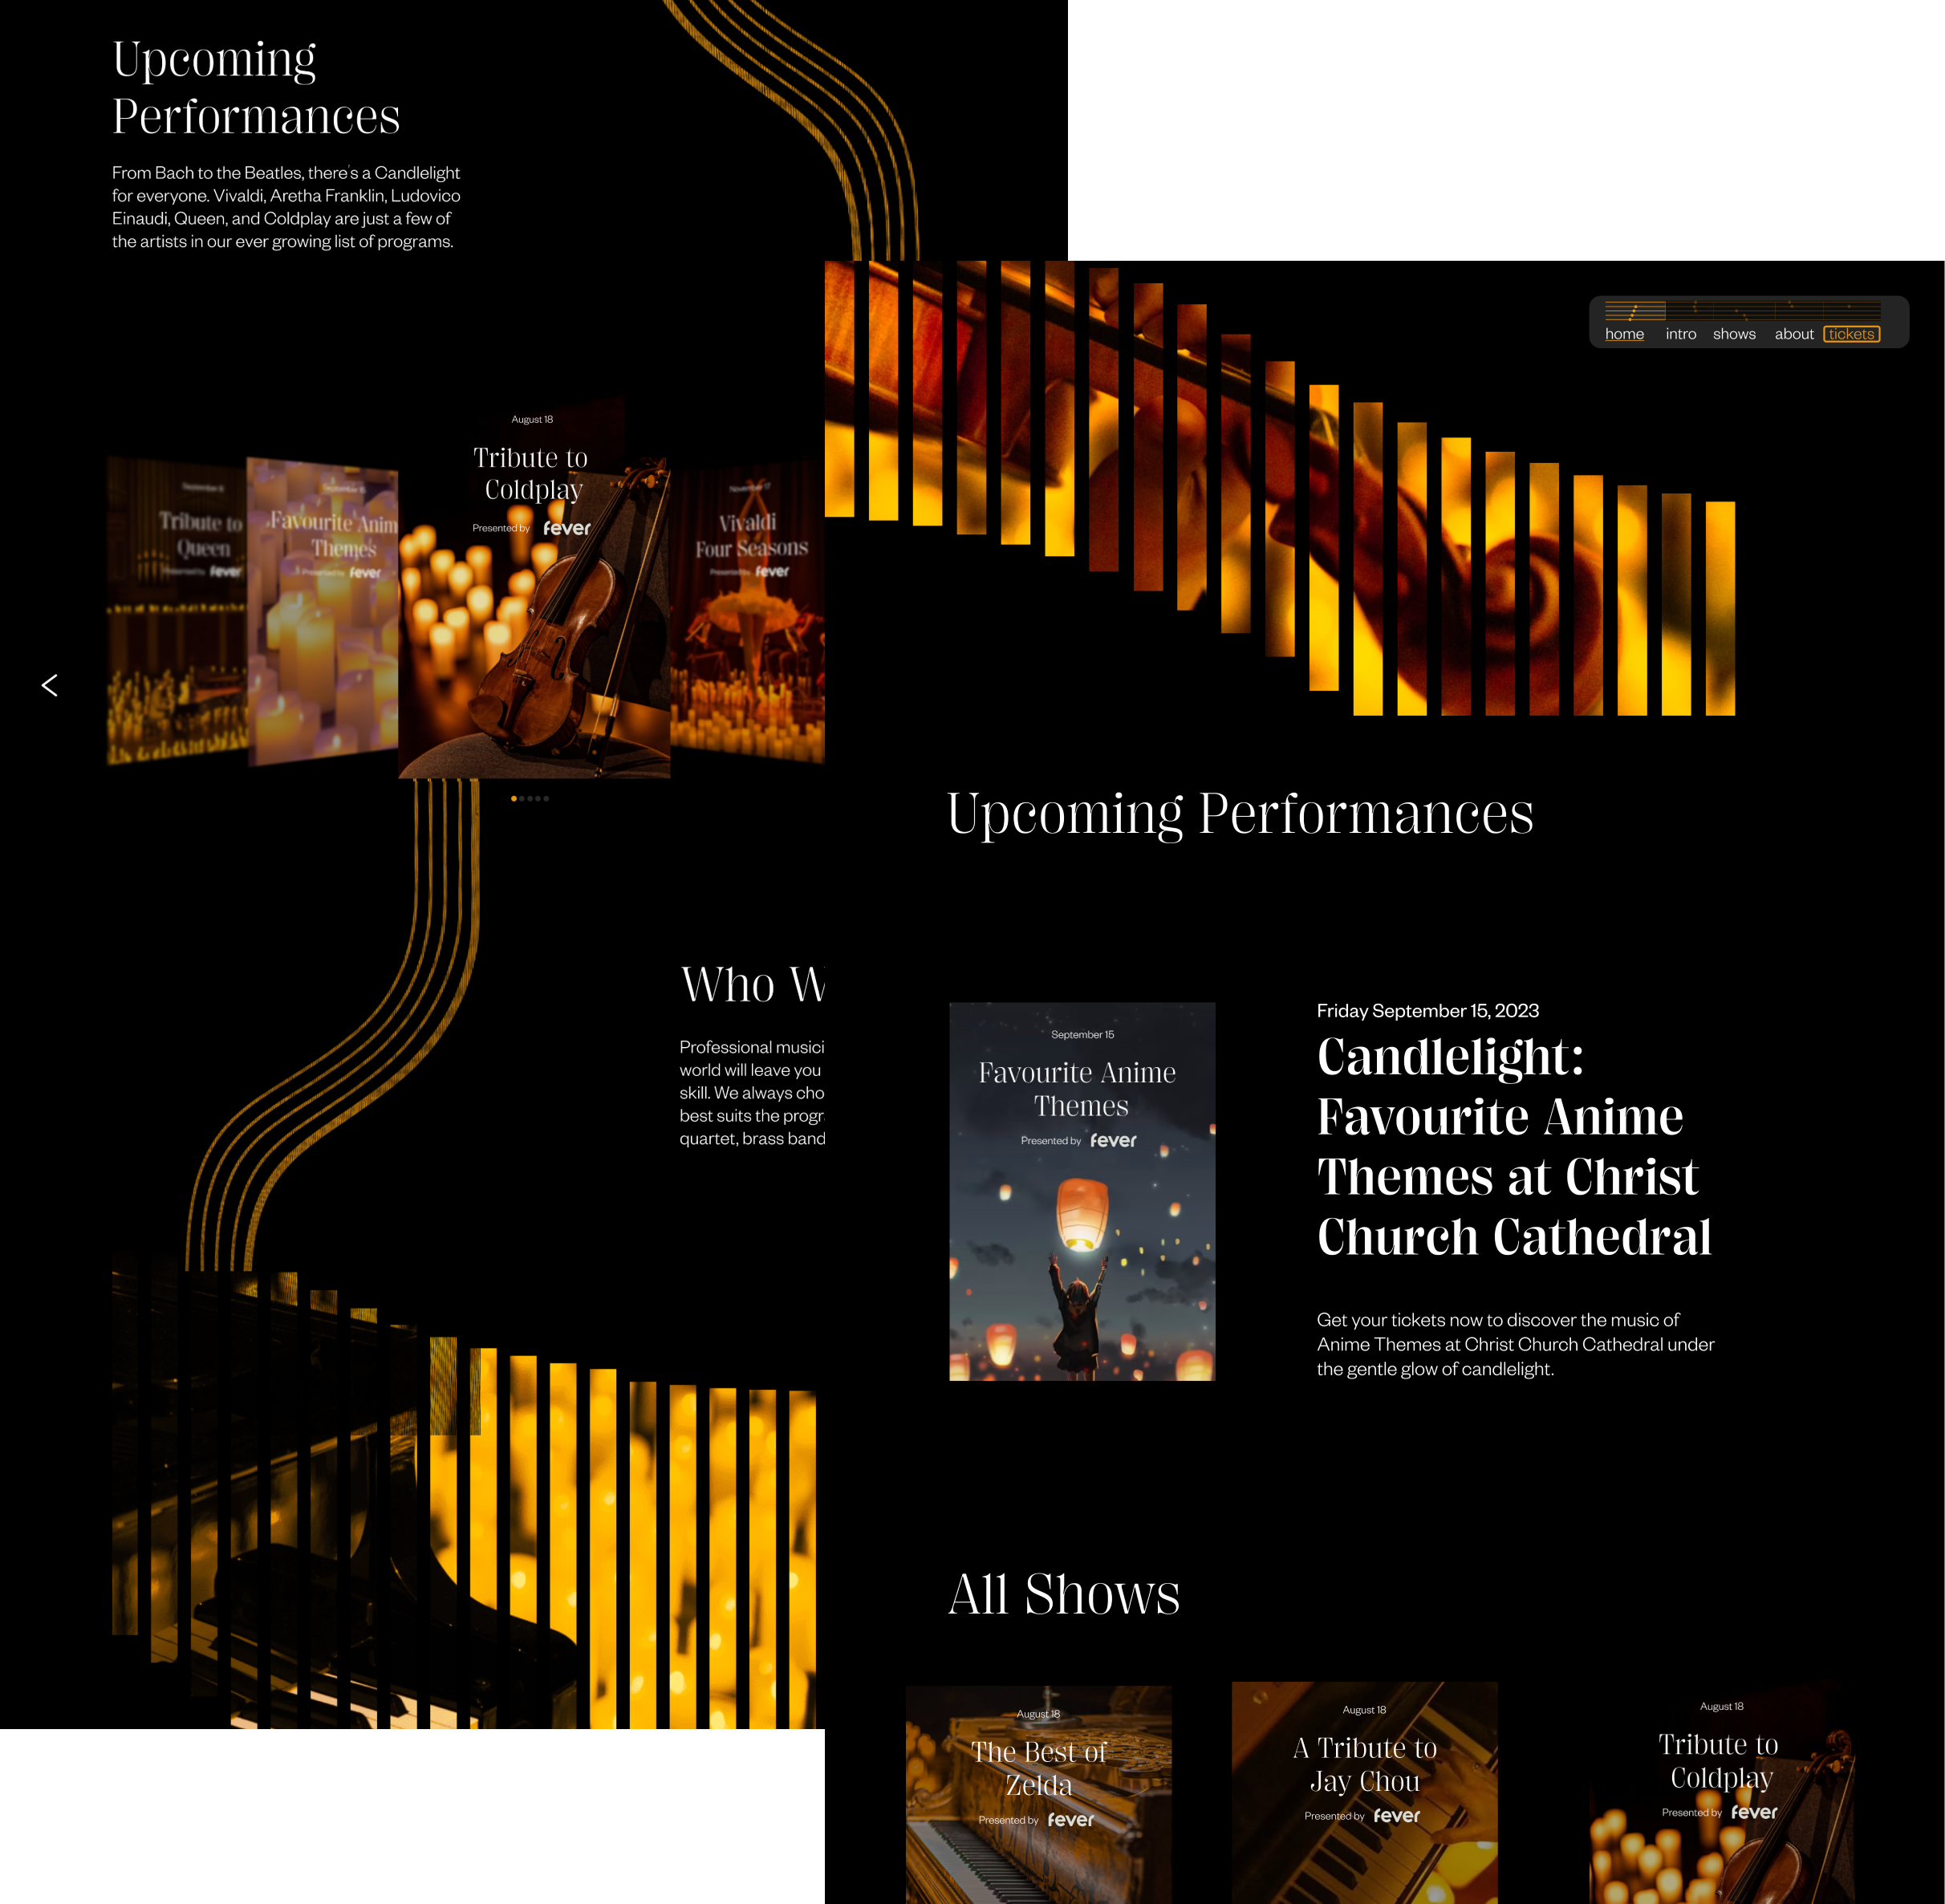 Upcoming
Performances
From Bach to the Beatles, there's a Candlelight
for everyone. Vivaldi, Aretha Franklin, Ludovico
Einaudi, Queen, and Coldplay are just a few of
the artists in our ever growing list of programs.
September
Tribute to
Queen
Presented by fever
September 15
Favourite Anim
Themes
Presented by fever
August 18
Tribute to
Coldplay
Presented by fever
November 17
Vivaldi
Four Seasons
Presented by fever
Who W
Professional musici
world will leave you
skill. We always cho
best suits the progr
quartet, brass band
home intro shows about tickets
Upcoming Performances
September 15
Favourite Anime
Themes
Presented by fever
Friday September 15, 2023
Candlelight:
Favourite Anime
Themes at Christ
Church Cathedral
Get your tickets now to discover the music of
Anime Themes at Christ Church Cathedral under
the gentle glow of candlelight.
All Shows
August 18
The Best of
Zelda
Presented by fever
August 18
A Tribute to
Jay Chou
Presented by fever
August 18
Tribute to
Coldplay
Presented by fever